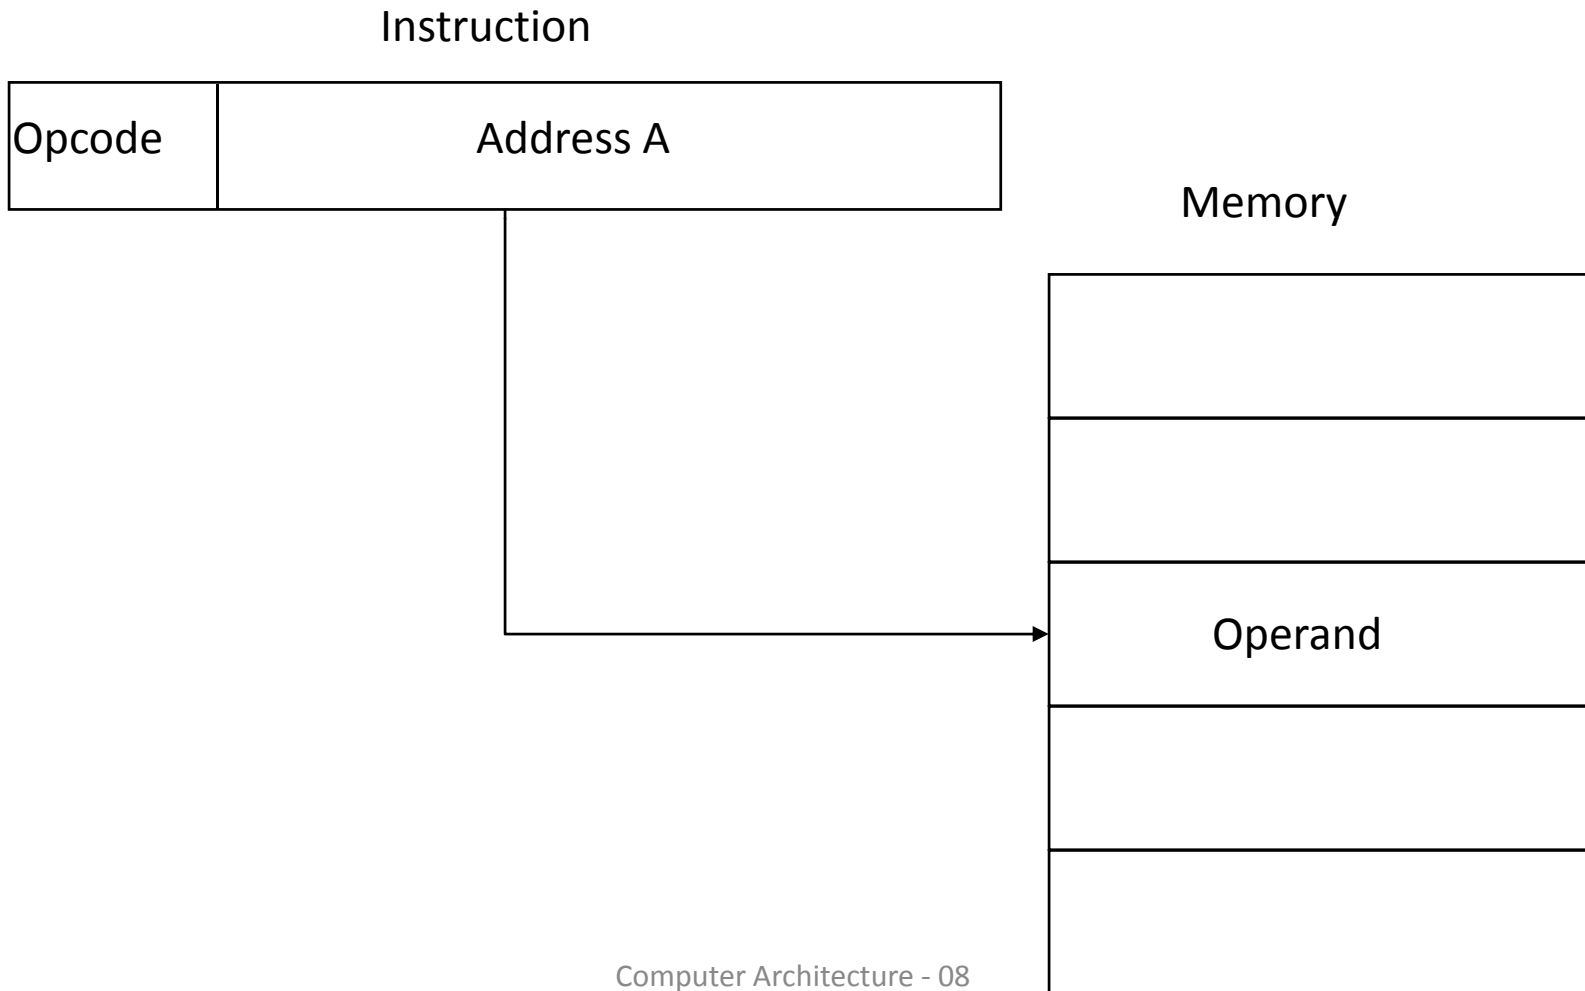 Instruction
Opcode
Address A
Memory
Operand
Computer Architecture - 08